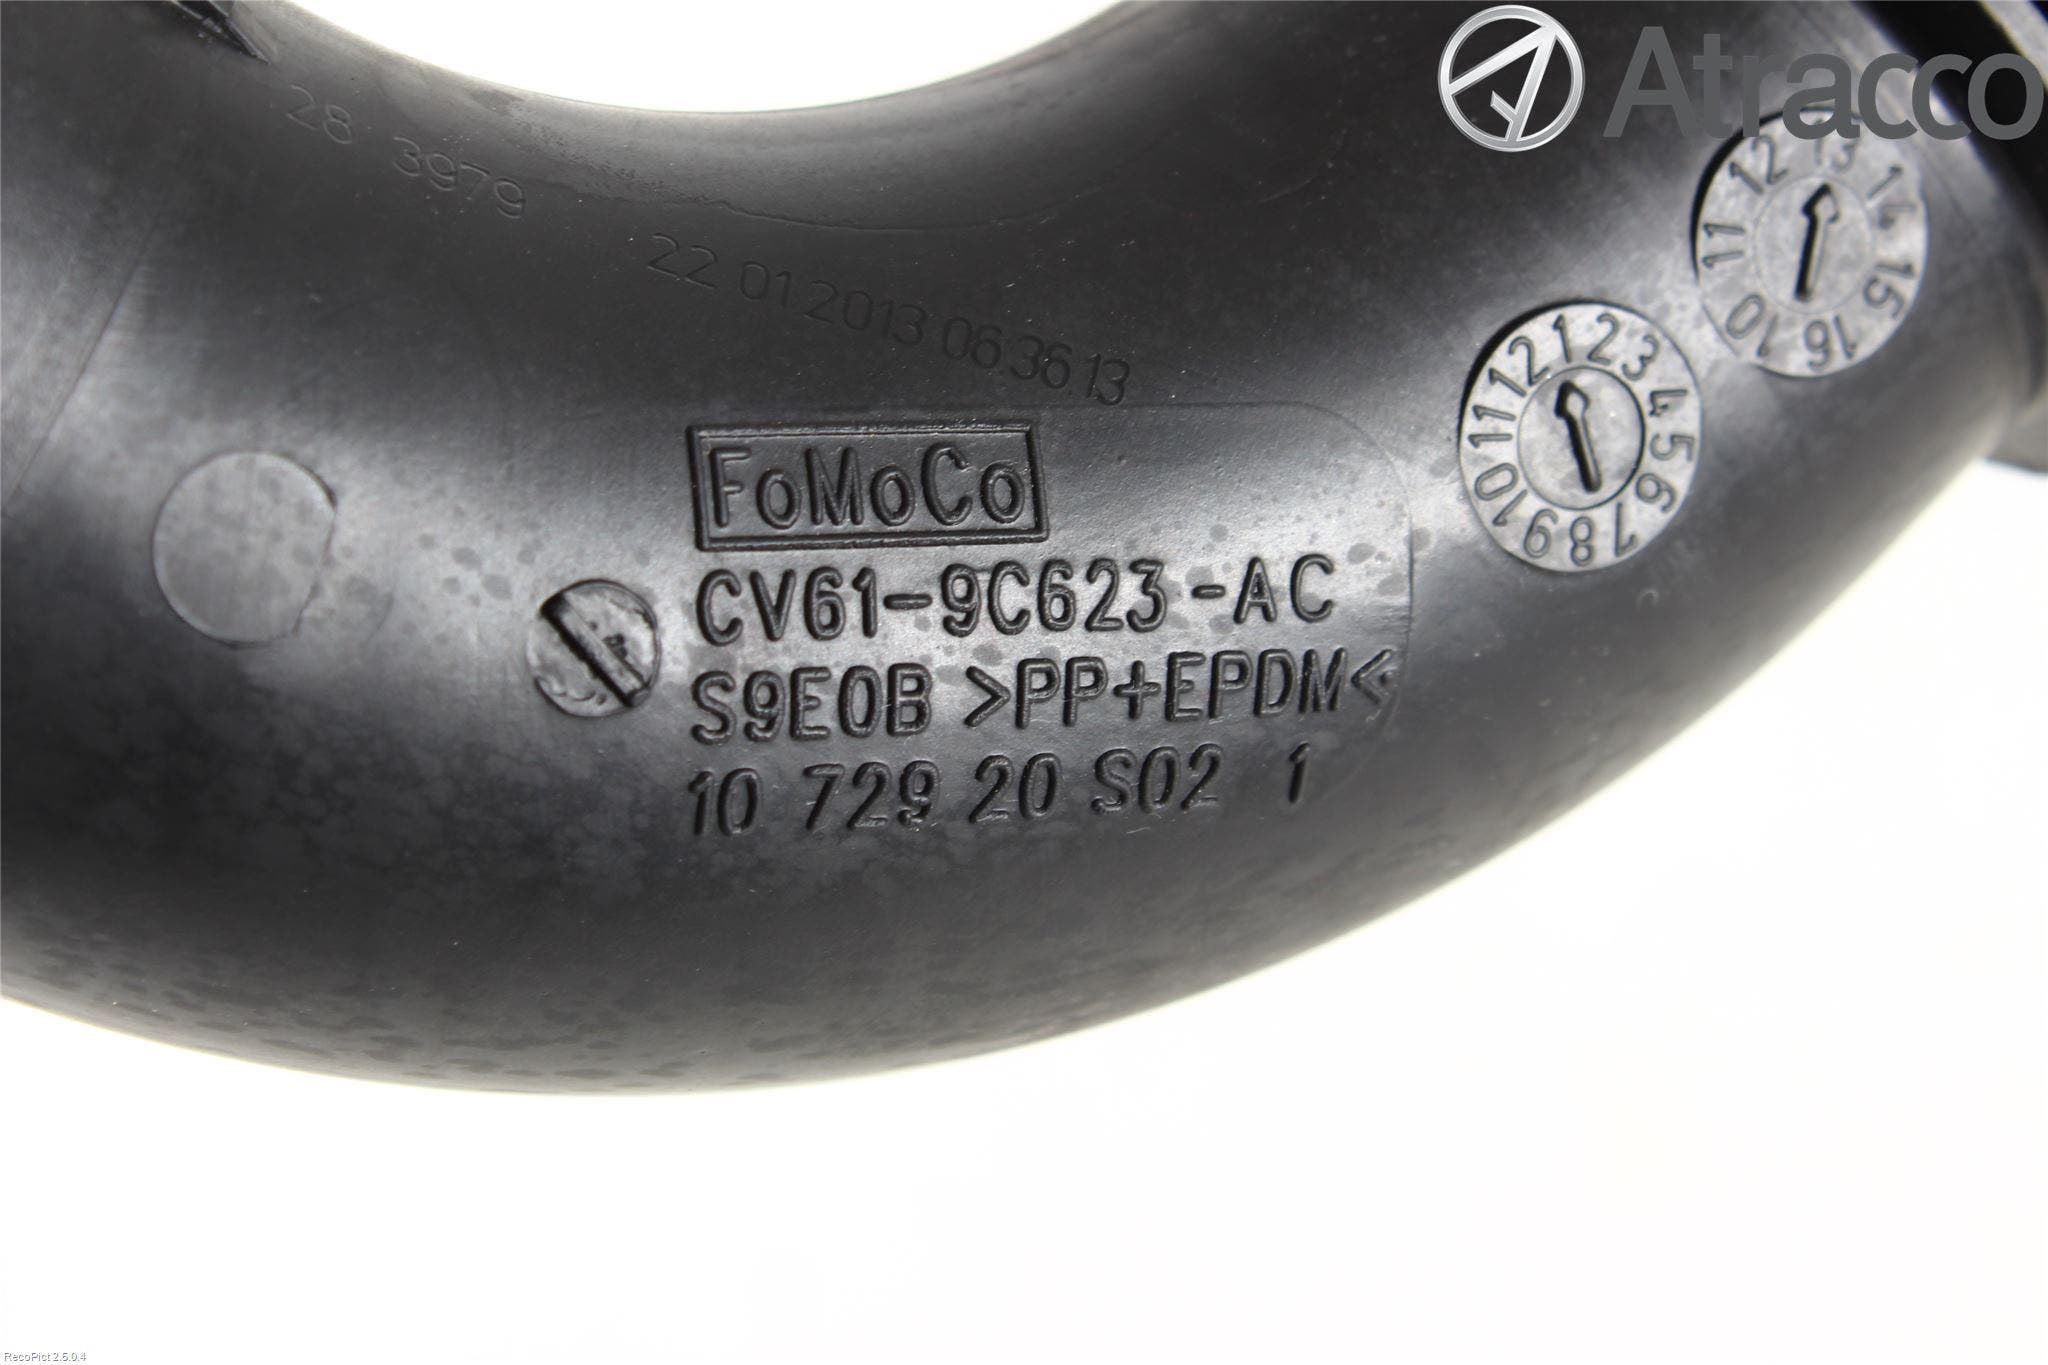 Atracco
28 3979
22 01 2013 06 36 13
12 13 14 15 16 10 11
12 1 2 3 4 5 6 7 8 9 10 11
FoMoCo
CV61-9C623-AC
S9E0B >PP+EPDM<
10 729 20 S02 1
RecoPict 2.5.0.4